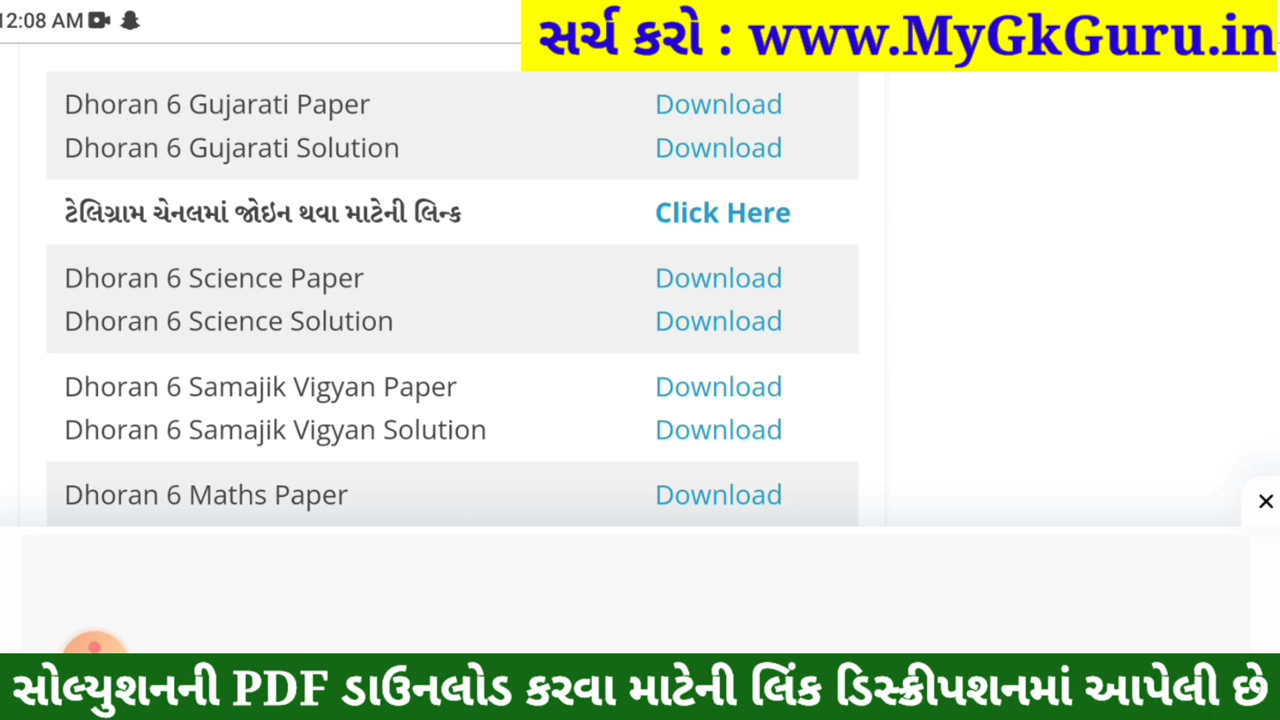 12:08 AM
સર્ચ કરો : www.MyGkGuru.in
Dhoran 6 Gujarati Paper Download
Dhoran 6 Gujarati Solution Download
ટેલિગ્રામ ચેનલમાં જોઇન થવા માટેની લિન્ક Click Here
Dhoran 6 Science Paper Download
Dhoran 6 Science Solution Download
Dhoran 6 Samajik Vigyan Paper Download
Dhoran 6 Samajik Vigyan Solution Download
Dhoran 6 Maths Paper Download
સોલ્યુશનની PDF ડાઉનલોડ કરવા માટેની લિંક ડિસ્ક્રીપશનમાં આપેલી છે